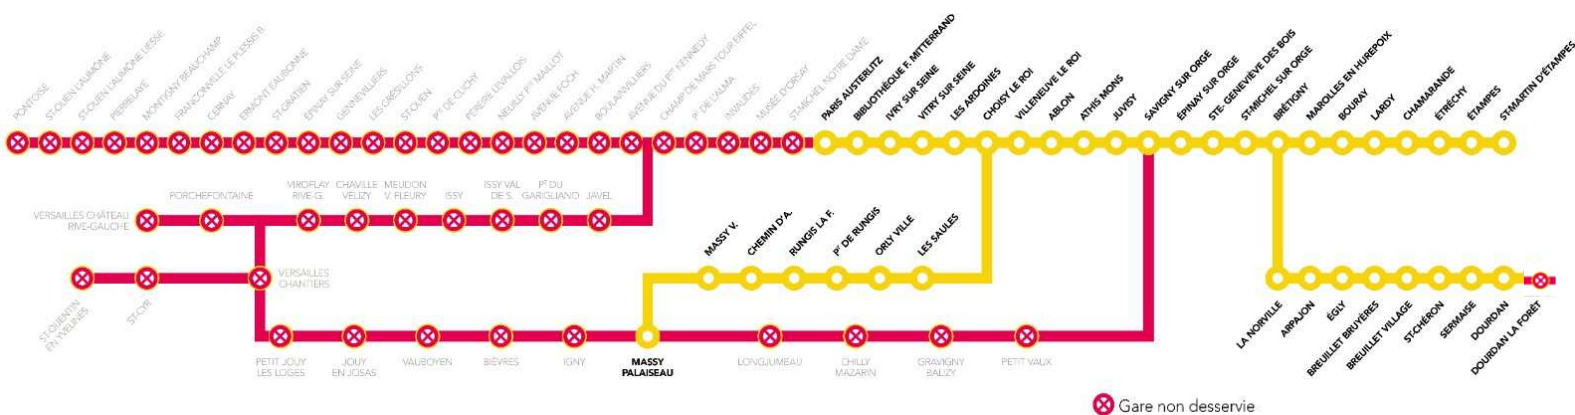 PONTOISE
ST-OUEN L'AUMÔNE
ST-OUEN L'AUMÔNE LIESSE
PIERRELAYE
MONTIGNY BEAUCHAMP
FRANCONVILLE LE PLESSIS B.
CERNAY
ERMONT EAUBONNE
ST-GRATIEN
EPINAY SUR SEINE
GENNEVILLIERS
LES GRÉSILLONS
ST-OUEN
PTE DE CLICHY
PEREIRE LEVALLOIS
NEUILLY PTE MAILLOT
AVENUE FOCH
AVENUE H. MARTIN
BOULAINVILLIERS
AVENUE DU PDT KENNEDY
CHAMP DE MARS TOUR EIFFEL
PT DE L'ALMA
INVALIDES
MUSÉE D'ORSAY
ST-MICHEL NOTRE DAME
PARIS AUSTERLITZ
BIBLIOTHÈQUE F. MITTERRAND
IVRY SUR SEINE
VITRY SUR SEINE
LES ARDOINES
CHOISY LE ROI
VILLENEUVE LE ROI
ABLON
ATHIS MONS
JUVISY
SAVIGNY SUR ORGE
ÉPINAY SUR ORGE
STE- GENEVIÈVE DES BOIS
ST-MICHEL SUR ORGE
BRÉTIGNY
MAROLLES EN HUREPOIX
BOURAY
LARDY
CHAMARANDE
ÉTRÉCHY
ÉTAMPES
ST-MARTIN D'ÉTAMPES
VERSAILLES CHÂTEAU
RIVE-GAUCHE
PORCHEFONTAINE
VIROFLAY
RIVE-G.
CHAVILLE
VELIZY
MEUDON
V. FLEURY
ISSY
ISSY VAL
DE S.
PT DU
GARIGLIANO
JAVEL
MASSY V.
CHEMIN D'A.
RUNGIS LA F.
PT DE RUNGIS
ORLY VILLE
LES SAULES
ST-QUENTIN
EN YVELINES
ST-CYR
VERSAILLES
CHANTIERS
LA NORVILLE
ARPAJON
ÉGLY
BREUILLET BRUYÈRES
BREUILLET VILLAGE
ST-CHÉRON
SERMAISE
DOURDAN
DOURDAN LA FORÊT
PETIT JOUY
LES LOGES
JOUY
EN JOSAS
VAUBOYEN
BIÈVRES
IGNY
MASSY
PALAISEAU
LONGJUMEAU
CHILLY
MAZARIN
GRAVIGNY
BALIZY
PETIT VAUX
Gare non desservie